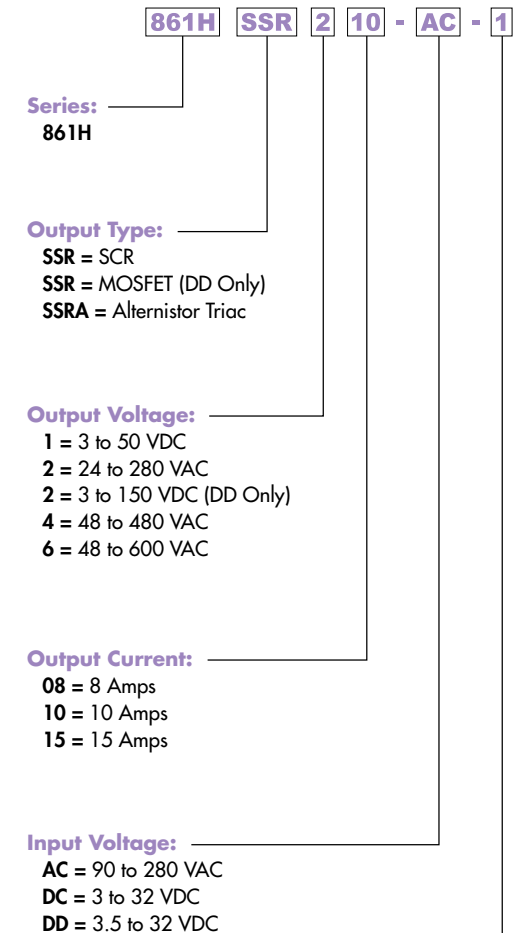 861H SSR 2 10 - AC - 1
Series:
861H
Output Type:
SSR = SCR
SSR = MOSFET (DD Only)
SSRA = Alternistor Triac
Output Voltage:
1 = 3 to 50 VDC
2 = 24 to 280 VAC
2 = 3 to 150 VDC (DD Only)
4 = 48 to 480 VAC
6 = 48 to 600 VAC
Output Current:
08 = 8 Amps
10 = 10 Amps
15 = 15 Amps
Input Voltage:
AC = 90 to 280 VAC
DC = 3 to 32 VDC
DD = 3.5 to 32 VDC